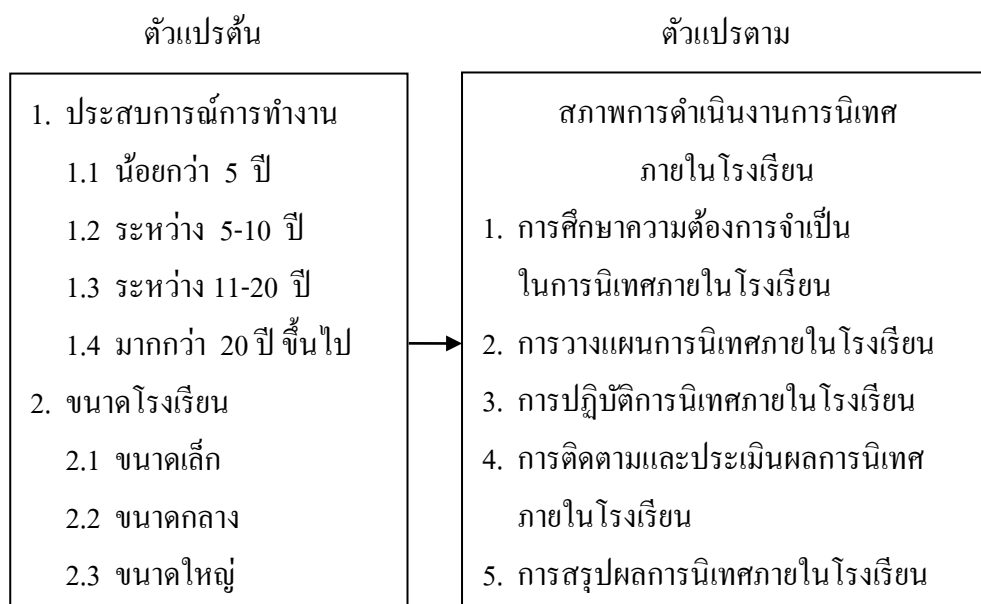 ตัวแปรต้น
1. ประสบการณ์การทำงาน
1.1 น้อยกว่า 5 ปี
1.2 ระหว่าง 5-10 ปี
1.3 ระหว่าง 11-20 ปี
1.4 มากกว่า 20 ปี ขึ้นไป
2. ขนาดโรงเรียน
2.1 ขนาดเล็ก
2.2 ขนาดกลาง
2.3 ขนาดใหญ่
ตัวแปรตาม
สภาพการดำเนินงานการนิเทศ
ภายในโรงเรียน
1. การศึกษาความต้องการจำเป็น
ในการนิเทศภายในโรงเรียน
2. การวางแผนการนิเทศภายในโรงเรียน
3. การปฏิบัติการนิเทศภายในโรงเรียน
4. การติดตามและประเมินผลการนิเทศ
ภายในโรงเรียน
5. การสรุปผลการนิเทศภายในโรงเรียน